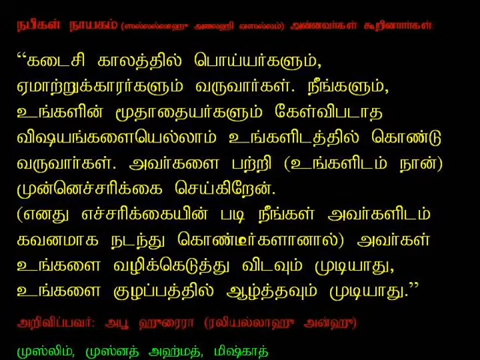 நபிகள் நாயகம் (ஸல்லல்லாஹு அலைஹி வஸல்லம்) அன்னவர்கள் கூறினார்கள்
“கடைசி காலத்தில் பொய்யர்களும்,
ஏமாற்றுக்காரர்களும் வருவார்கள். நீங்களும்,
உங்களின் மூதாதையர்களும் கேள்விபடாத
விஷயங்களையெல்லாம் உங்களிடத்தில் கொண்டு
வருவார்கள். அவர்களை பற்றி (உங்களிடம் நான்)
முன்னெச்சரிக்கை செய்கிறேன்.
(எனது எச்சரிக்கையின் படி நீங்கள் அவர்களிடம்
கவனமாக நடந்து கொண்டீர்களானால்) அவர்கள்
உங்களை வழிக்கெடுத்து விடவும் முடியாது,
உங்களை குழப்பத்தில் ஆழ்த்தவும் முடியாது.”
அறிவிப்பவர்: அபூ ஹுரைரா (ரலியல்லாஹு அன்ஹு)
முஸ்லிம், முஸ்னத் அஹ்மத், மிஷ்காத்